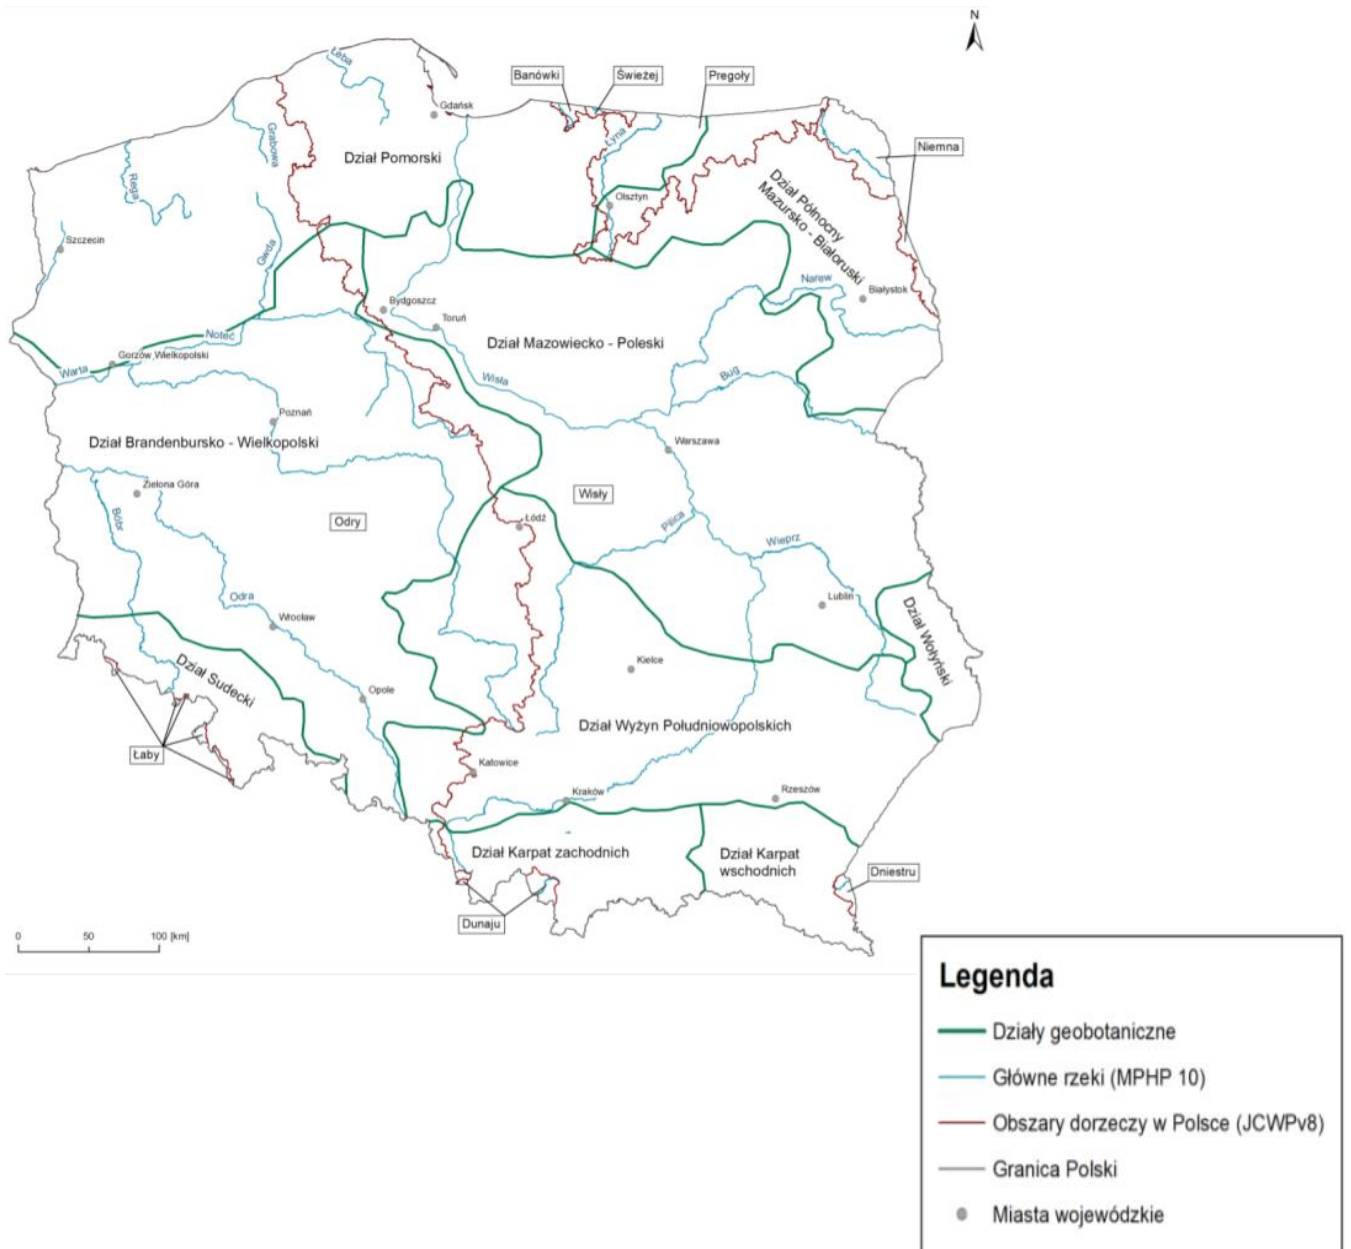 N
Łeba
Banówki
Świeżej
Pregoły
Gdańsk
Grabowa
Łyna
Niemna
Dział Pomorski
Rega
Dział Północny
Mazursko - Białoruski
Olsztyn
Szczecin
Gwda
Narew
Białystok
Bydgoszcz
Toruń
Noteć
Dział Mazowiecko - Poleski
Gorzów Wielkopolski
Warta
Wisła
Bug
Poznań
Dział Brandenbursko - Wielkopolski
Warszawa
Zielona Góra
Wisły
Bóbr
Odry
Łódź
Pilica
Wieprz
Odra
Lublin
Wrocław
Dział Wołyński
Kielce
Dział Sudecki
Opole
Dział Wyżyn Południowopolskich
Łaby
Katowice
Kraków
Rzeszów
Dział Karpat zachodnich
Dział Karpat
wschodnich
Dniestru
Dunaju
0 50 100 [km]
Legenda
Działy geobotaniczne
Główne rzeki (MPHP 10)
Obszary dorzeczy w Polsce (JCWPv8)
Granica Polski
Miasta wojewódzkie